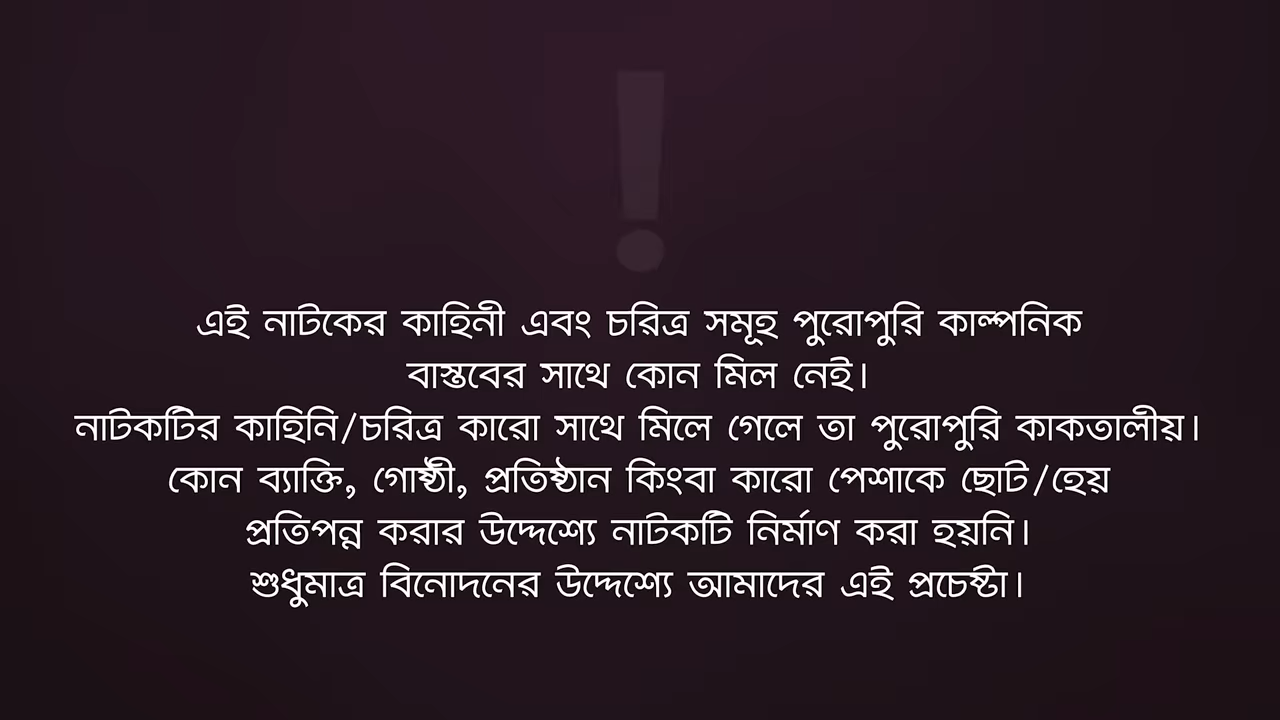 এই নাটকের কাহিনী এবং চরিত্র সমূহ পুরোপুরি কাল্পনিক
বাস্তবের সাথে কোন মিল নেই।
নাটকটির কাহিনি/চরিত্র কারো সাথে মিলে গেলে তা পুরোপুরি কাকতালীয়।
কোন ব্যাক্তি, গোষ্ঠী, প্রতিষ্ঠান কিংবা কারো পেশাকে ছোট/হেয়
প্রতিপন্ন করার উদ্দেশ্যে নাটকটি নির্মাণ করা হয়নি।
শুধুমাত্র বিনোদনের উদ্দেশ্যে আমাদের এই প্রচেষ্টা।